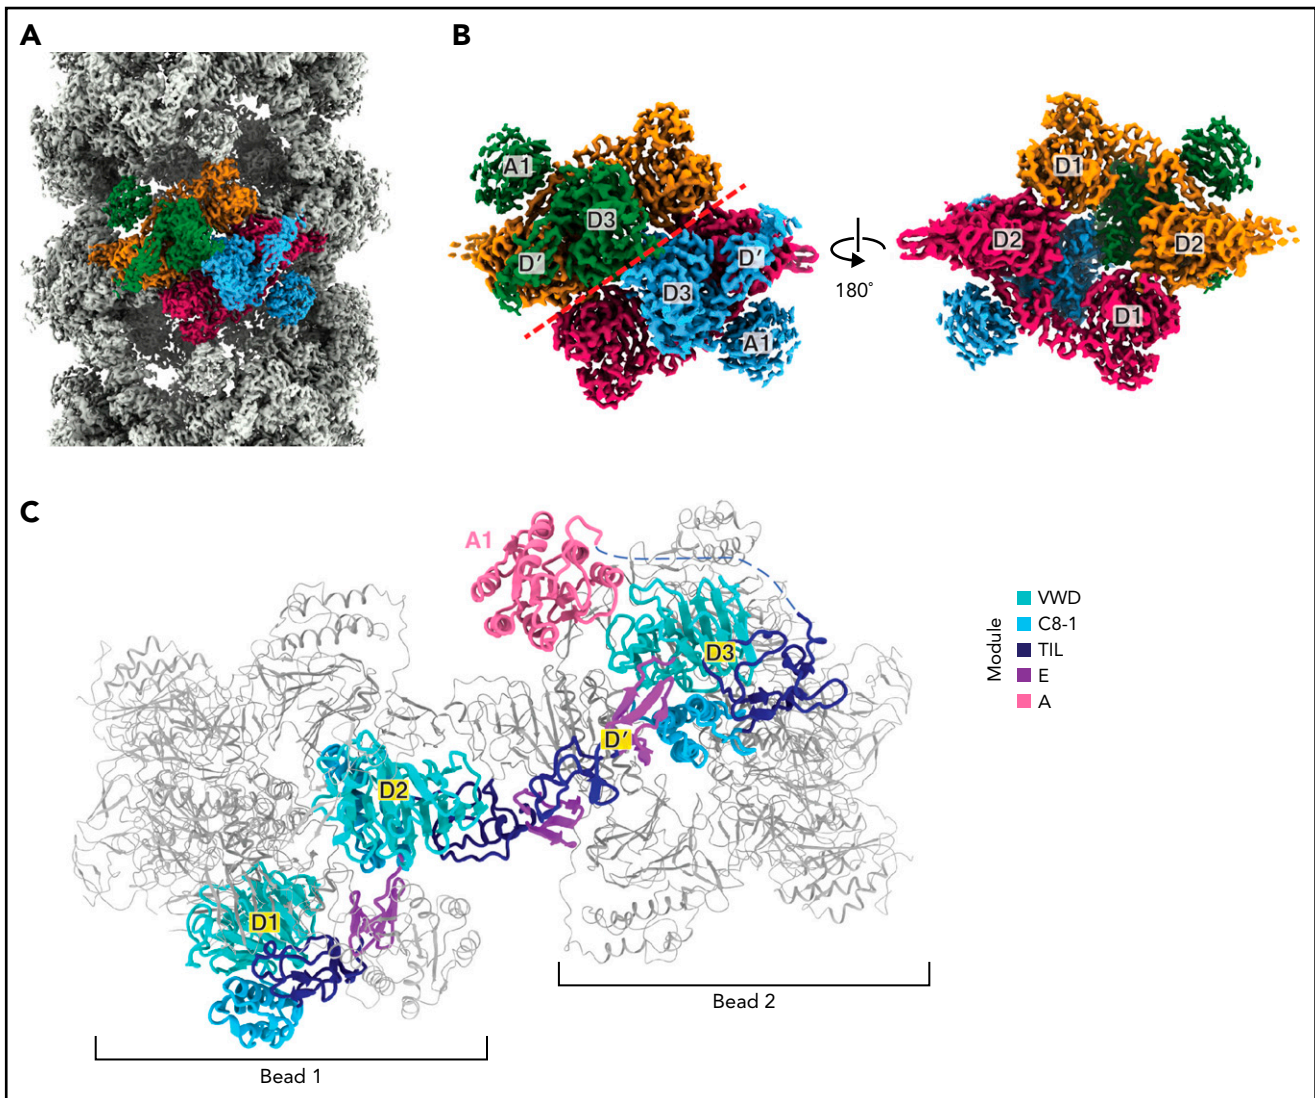 A
B
A1
D3
D′
D3
D′
A1
180°
D1
D2
D2
D1
C
A1
D3
D′
D2
D1
Bead 1
Bead 2
Module
VWD
C8-1
TIL
E
A